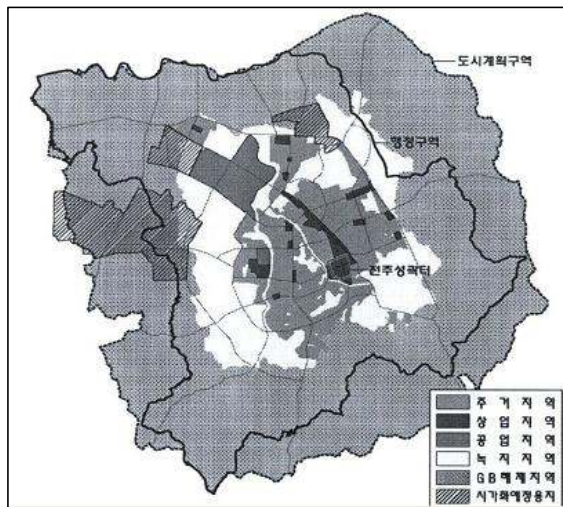 도시계획구역
행정구역
전주성곽터
주거지역
상업지역
공업지역
녹지지역
GB해제지역
시가화예정용지